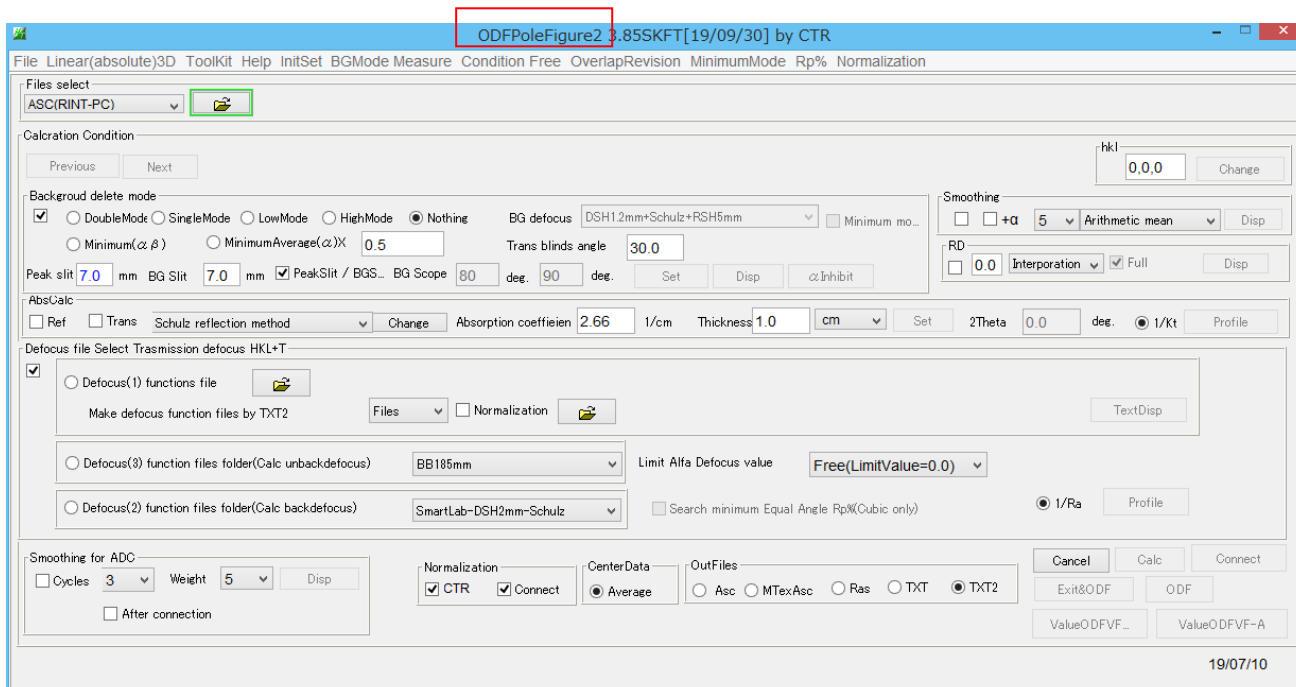 ODFPoleFigure2 3.85SKFT[19/09/30] by CTR
File Linear(absolute)3D ToolKit Help InitSet BGMode Measure Condition Free OverlapRevision MinimumMode Rp% Normalization
Files select
ASC(RINT-PC)
Calcration Condition
Previous Next
hkl
0,0,0 Change
Backgroud delete mode
DoubleMode SingleMode LowMode HighMode Nothing BG defocus DSH1.2mm+Schulz+RSH5mm Minimum mo...
Minimum(αβ) MinimumAverage(α)X 0.5 Trans blinds angle 30.0
Peak slit 7.0 mm BG Slit 7.0 mm PeakSlit / BGS... BG Scope 80 deg. 90 deg. Set Disp αInhibit
Smoothing
+α 5 Arithmetic mean Disp
RD
0.0 Interporation Full Disp
AbsCalc
Ref Trans Schulz reflection method Change Absorption coeffieien 2.66 1/cm Thickness 1.0 cm Set 2Theta 0.0 deg. 1/Kt Profile
Defocus file Select Trasmission defocus HKL+T
Defocus(1) functions file
Make defocus function files by TXT2 Files Normalization TextDisp
Defocus(3) function files folder(Calc unbackdefocus) BB185mm Limit Alfa Defocus value Free(LimitValue=0.0)
Defocus(2) function files folder(Calc backdefocus) SmartLab-DSH2mm-Schulz Search minimum Equal Angle Rp%(Cubic only) 1/Ra Profile
Smoothing for ADC
Cycles 3 Weight 5 Disp
After connection
Normalization
CTR Connect
CenterData
Average
OutFiles
Asc MTexAsc Ras TXT TXT2
Cancel Calc Connect
Exit&ODF ODF
ValueODFVF... ValueODFVF-A
19/07/10